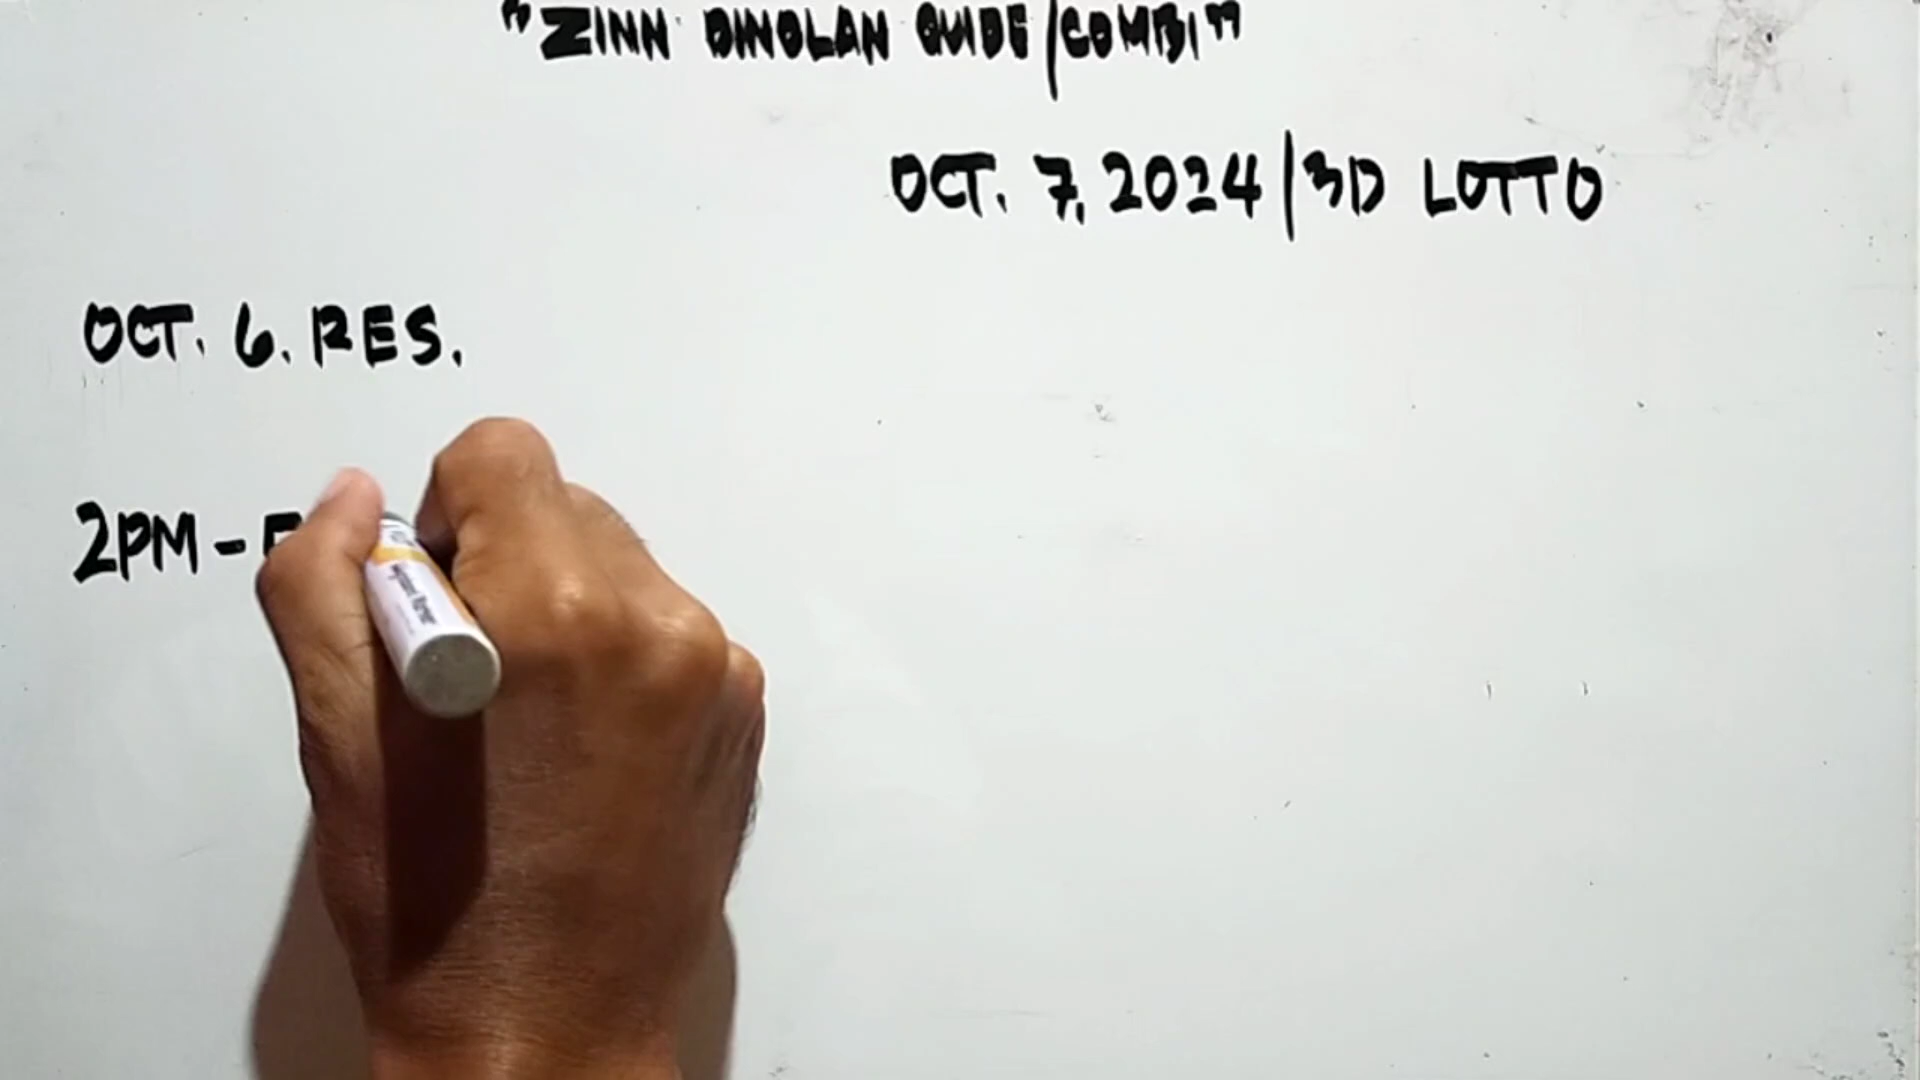 "ZINN DINOLAN GUIDE/COMBI"
OCT. 7, 2024/3D LOTTO
OCT. 6. RES.
2PM -